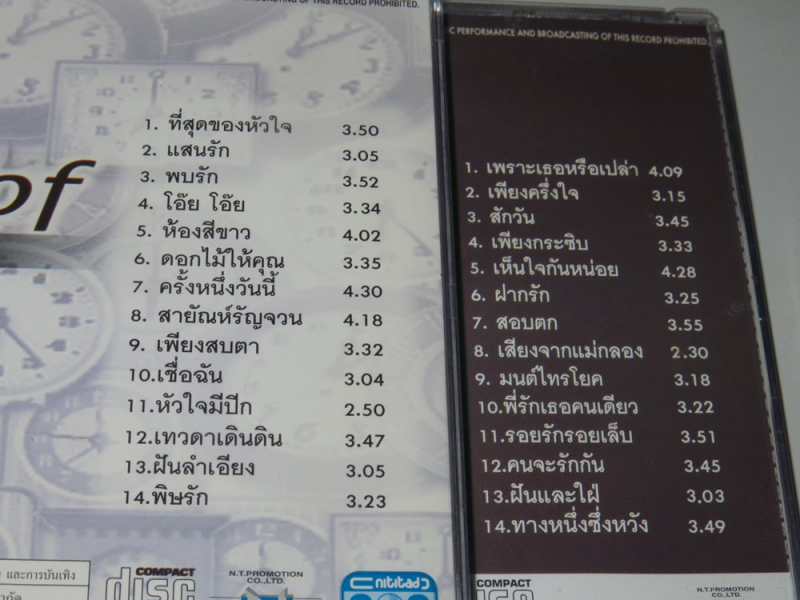 CASTING OF THIS RECORD PROHIBITED.
of
1. ที่สุดของหัวใจ 3.50
2. แสนรัก 3.05
3. พบรัก 3.52
4. โอ๊ย โอ๊ย 3.34
5. ห้องสีขาว 4.02
6. ดอกไม้ให้คุณ 3.35
7. ครั้งหนึ่งวันนี้ 4.30
8. สายัณห์รัญจวน 4.18
9. เพียงสบตา 3.32
10.เชื่อฉัน 3.04
11.หัวใจมีปีก 2.50
12.เทวดาเดินดิน 3.47
13.ฝันลำเอียง 3.05
14.พิษรัก 3.23
และการบันเทิง
COMPACT
disc
N.T.PROMOTION
CO.,LTD.
IC PERFORMANCE AND BROADCASTING OF THIS RECORD PROHIBITED.
1. เพราะเธอหรือเปล่า 4.09
2. เพียงครึ่งใจ 3.15
3. สักวัน 3.45
4. เพียงกระซิบ 3.33
5. เห็นใจกันหน่อย 4.28
6. ฝากรัก 3.25
7. สอบตก 3.55
8. เสียงจากแม่กลอง 2.30
9. มนต์ไทรโยค 3.18
10.พี่รักเธอคนเดียว 3.22
11.รอยรักรอยเล็บ 3.51
12.คนจะรักกัน 3.45
13.ฝันและใฝ่ 3.03
14.ทางหนึ่งซึ่งหวัง 3.49
COMPACT
N.T.PROMOTION
CO.,LTD.